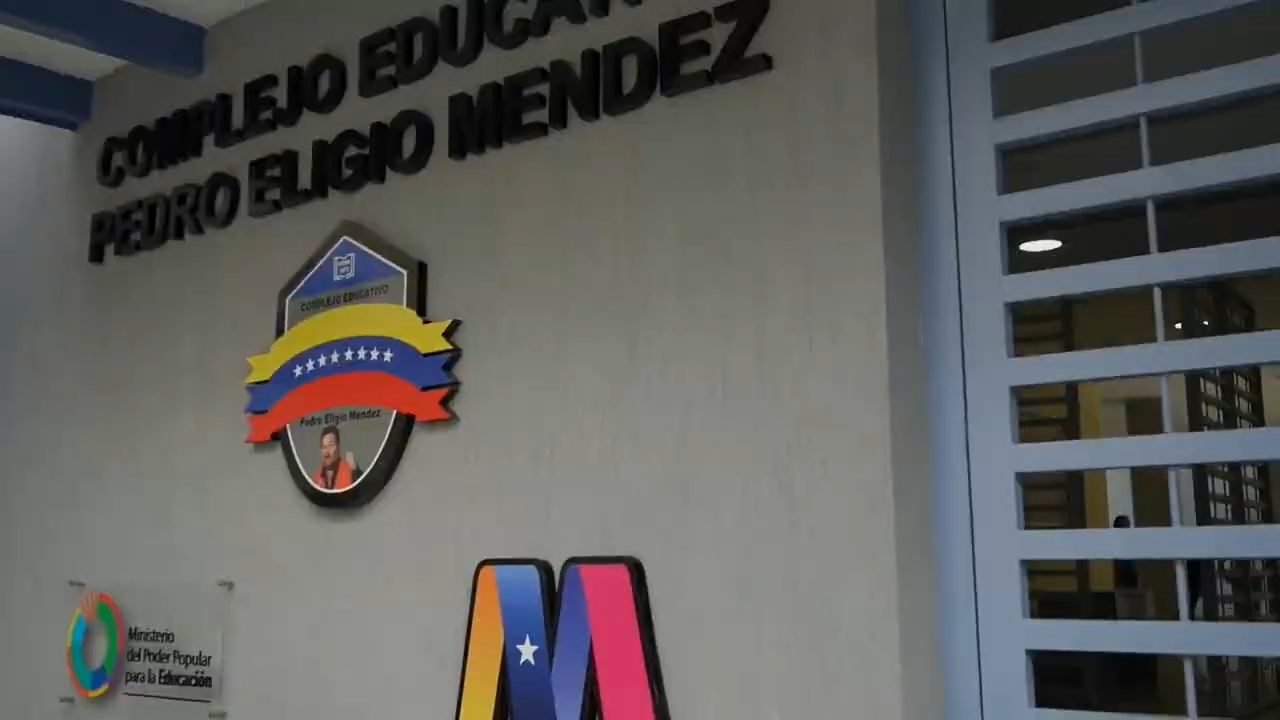 COMPLEJO EDUCA
PEDRO ELIGIO MENDEZ
COMPLEJO EDUCATIVO
Pedro Eligio Mendez
Ministerio
del Poder Popular
para la Educación
M